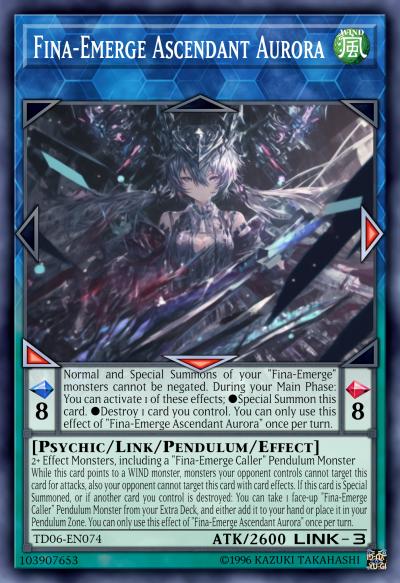 Fina-Emerge Ascendant Aurora
WIND
風
Normal and Special Summons of your "Fina-Emerge"
monsters cannot be negated. During your Main Phase:
You can activate 1 of these effects; ●Special Summon this
card. ●Destroy 1 card you control. You can only use this
effect of "Fina-Emerge Ascendant Aurora" once per turn.
8
8
[Psychic/Link/Pendulum/Effect]
2+ Effect Monsters, including a "Fina-Emerge Caller" Pendulum Monster
While this card points to a WIND monster, monsters your opponent controls cannot target this
card for attacks, also your opponent cannot target this card with card effects. If this card is Special
Summoned, or if another card you control is destroyed: You can take 1 face-up "Fina-Emerge
Caller" Pendulum Monster from your Extra Deck, and either add it to your hand or place it in your
Pendulum Zone. You can only use this effect of "Fina-Emerge Ascendant Aurora" once per turn.
TD06-EN074
ATK/2600 LINK-3
103907653
©1996 KAZUKI TAKAHASHI